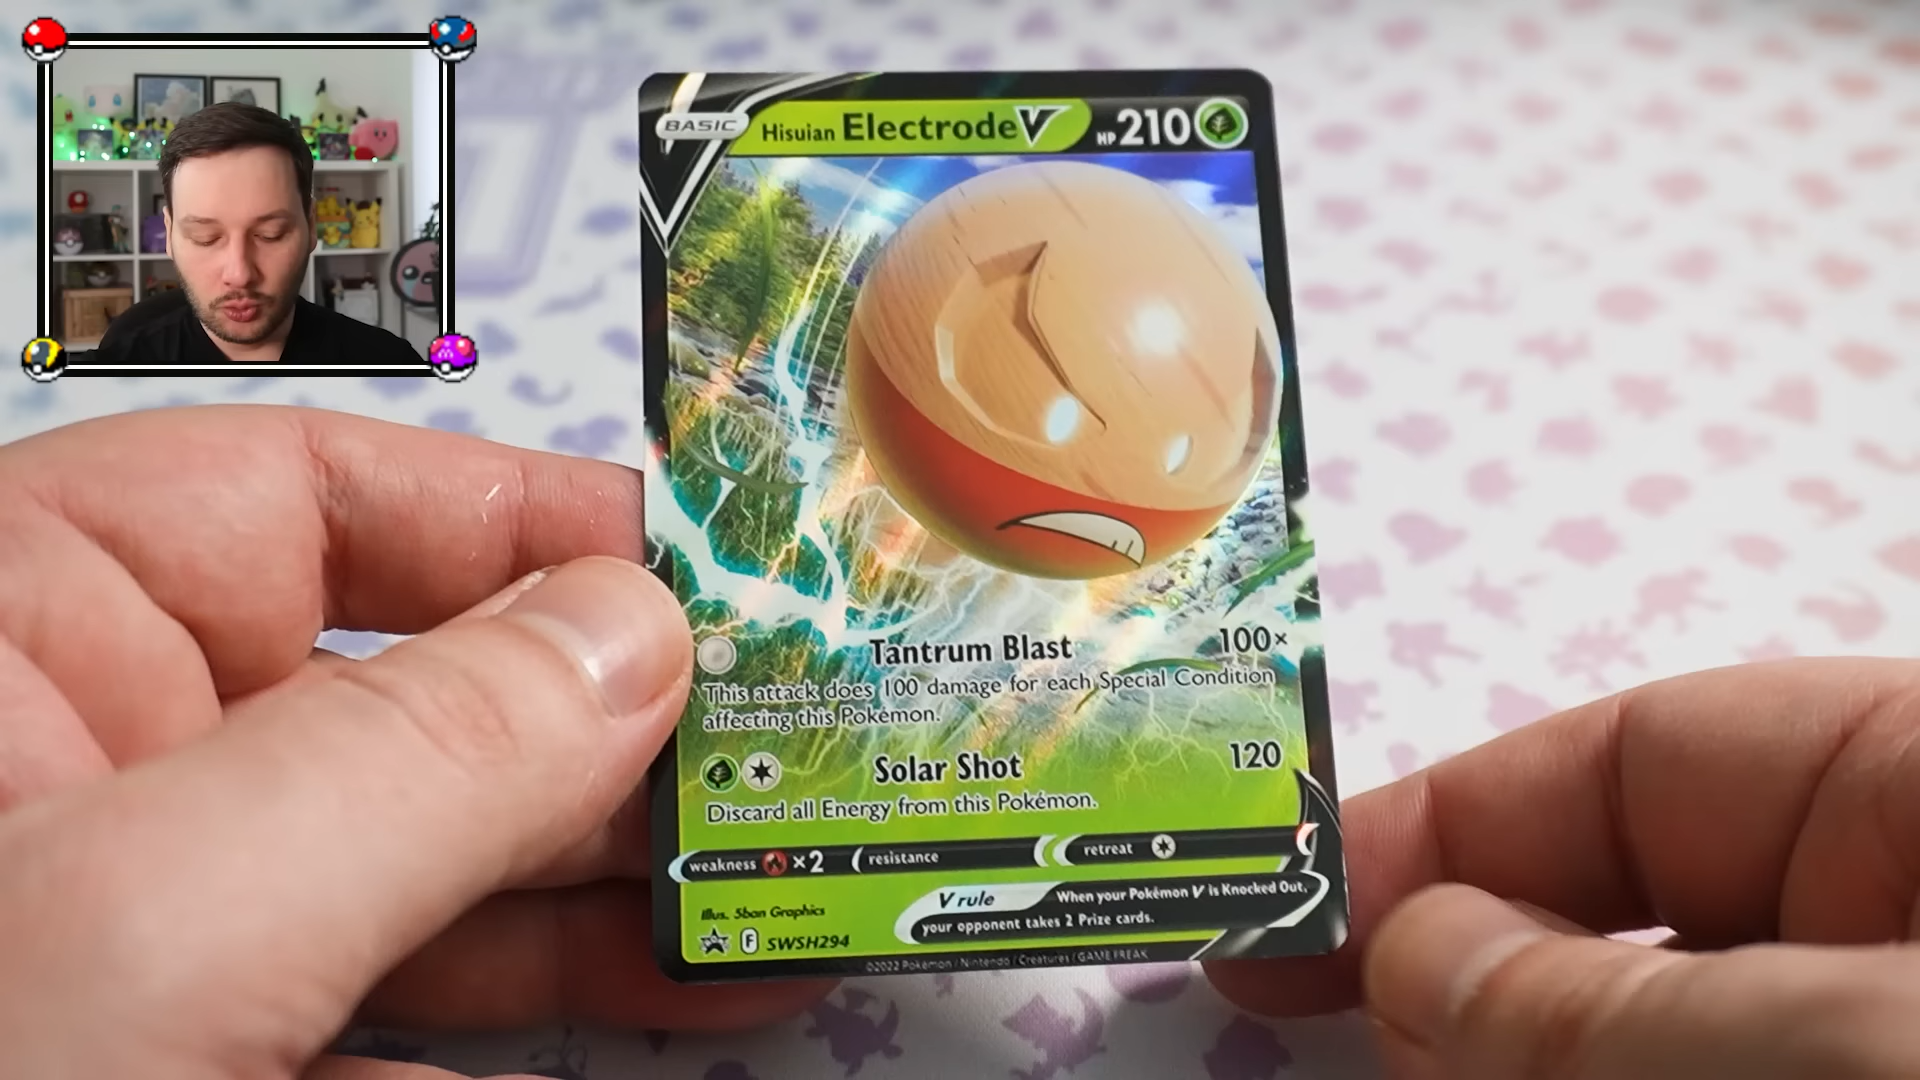 BASIC
Hisuian Electrode V HP 210
Tantrum Blast 100×
This attack does 100 damage for each Special Condition
affecting this Pokémon.
Solar Shot 120
Discard all Energy from this Pokémon.
weakness ×2 resistance retreat
V rule When your Pokémon V is Knocked Out,
your opponent takes 2 Prize cards.
Illus. 5ban Graphics
F SWSH294
©2022 Pokémon / Nintendo / Creatures / GAME FREAK